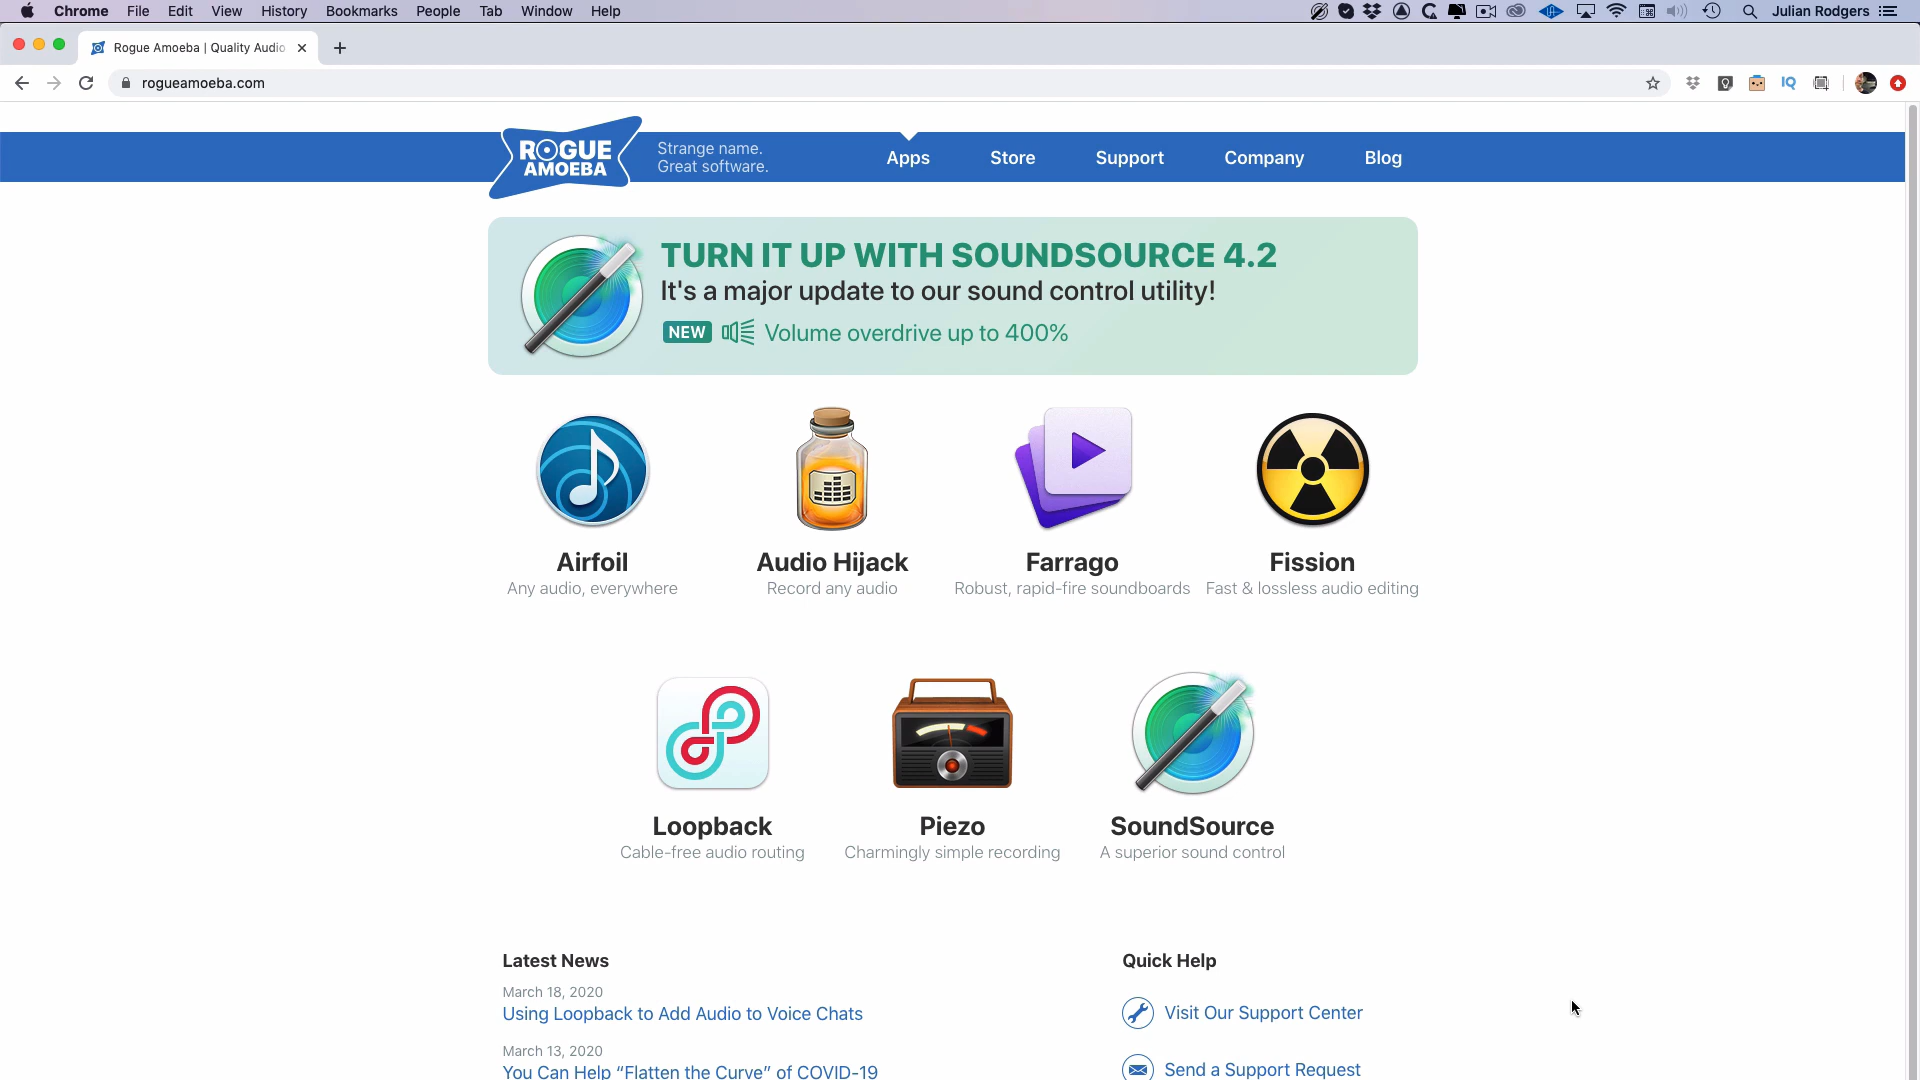 Chrome File Edit View History Bookmarks People Tab Window Help Julian Rodgers
Rogue Amoeba | Quality Audio
rogueamoeba.com
IQ
ROGUE
AMOEBA
Strange name.
Great software.
Apps Store Support Company Blog
TURN IT UP WITH SOUNDSOURCE 4.2
It's a major update to our sound control utility!
NEW Volume overdrive up to 400%
Airfoil
Any audio, everywhere
Audio Hijack
Record any audio
Farrago
Robust, rapid-fire soundboards
Fission
Fast & lossless audio editing
Loopback
Cable-free audio routing
Piezo
Charmingly simple recording
SoundSource
A superior sound control
Latest News
March 18, 2020
Using Loopback to Add Audio to Voice Chats
March 13, 2020
You Can Help “Flatten the Curve” of COVID-19
Quick Help
Visit Our Support Center
Send a Support Request